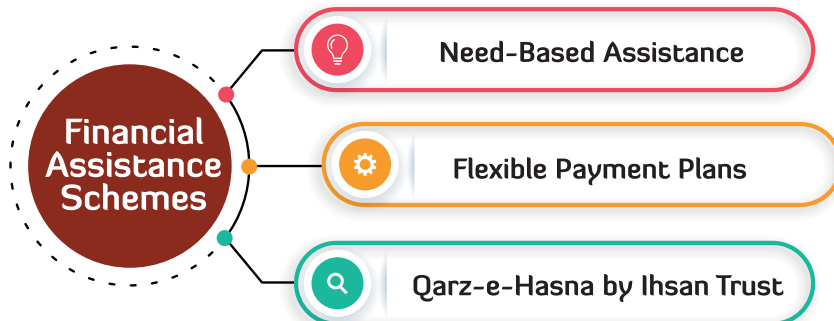 Financial
Assistance
Schemes
Need-Based Assistance
Flexible Payment Plans
Qarz-e-Hasna by Ihsan Trust